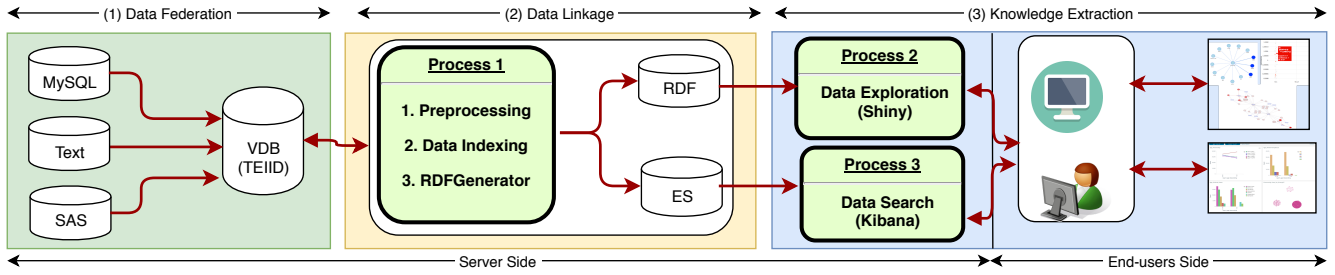 (1) Data Federation
(2) Data Linkage
(3) Knowledge Extraction
MySQL
Text
SAS
VDB
(TEIID)
Process 1
1. Preprocessing
2. Data Indexing
3. RDFGenerator
RDF
ES
Process 2
Data Exploration
(Shiny)
Process 3
Data Search
(Kibana)
Server Side
End-users Side